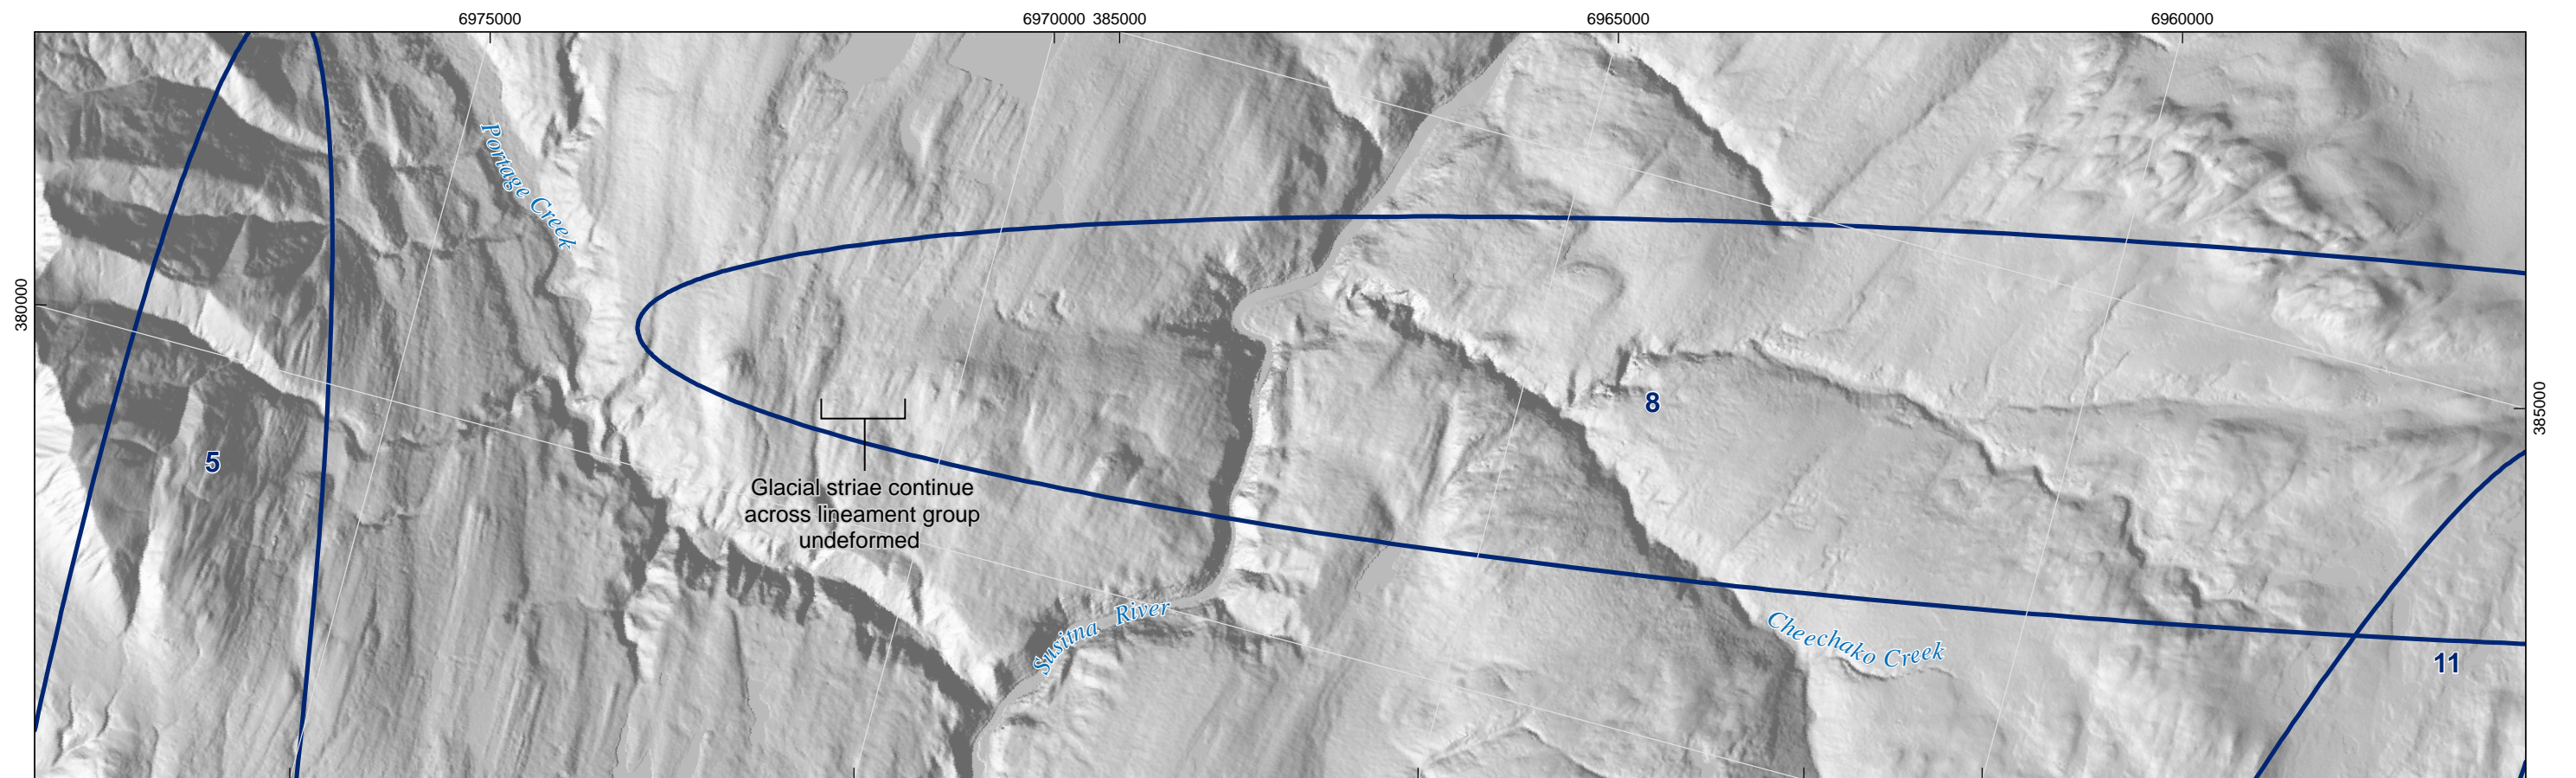 6975000
6970000
385000
6965000
6960000
Portage Creek
380000
385000
8
5
Glacial striae continue
across lineament group
undeformed
Susitna River
Cheechako Creek
11